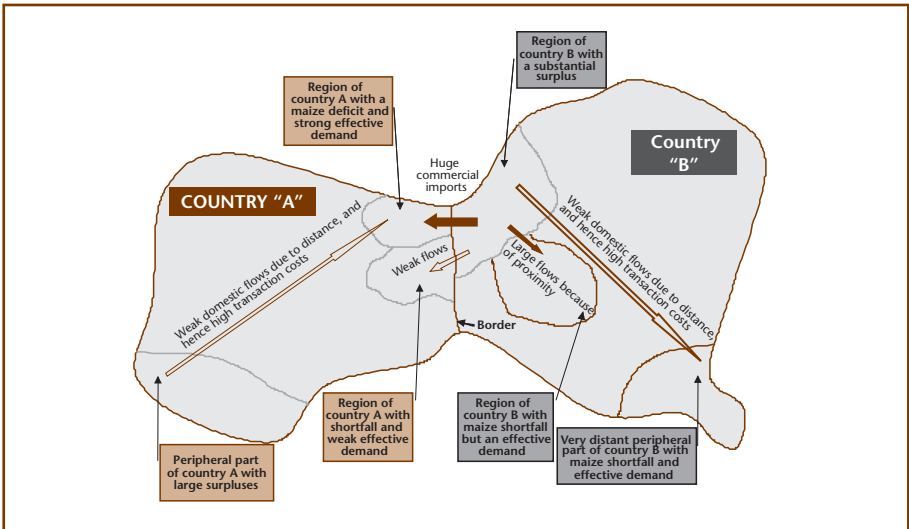 Region of
country B with
a substantial
surplus
Region of
country A with a
maize deficit and
strong effective
demand
Country
"B"
Huge
commercial
imports
COUNTRY "A"
Weak domestic flows due to distance, and
hence high transaction costs
Weak flows
Large flows because
of proximity
Weak domestic flows due to distance,
and hence high transaction
costs
Border
Region of
country A with
shortfall and
weak effective
demand
Region of
country B with
maize shortfall
but an effective
demand
Very distant peripheral
part of country B with
maize shortfall and
effective demand
Peripheral part
of country A with
large surpluses